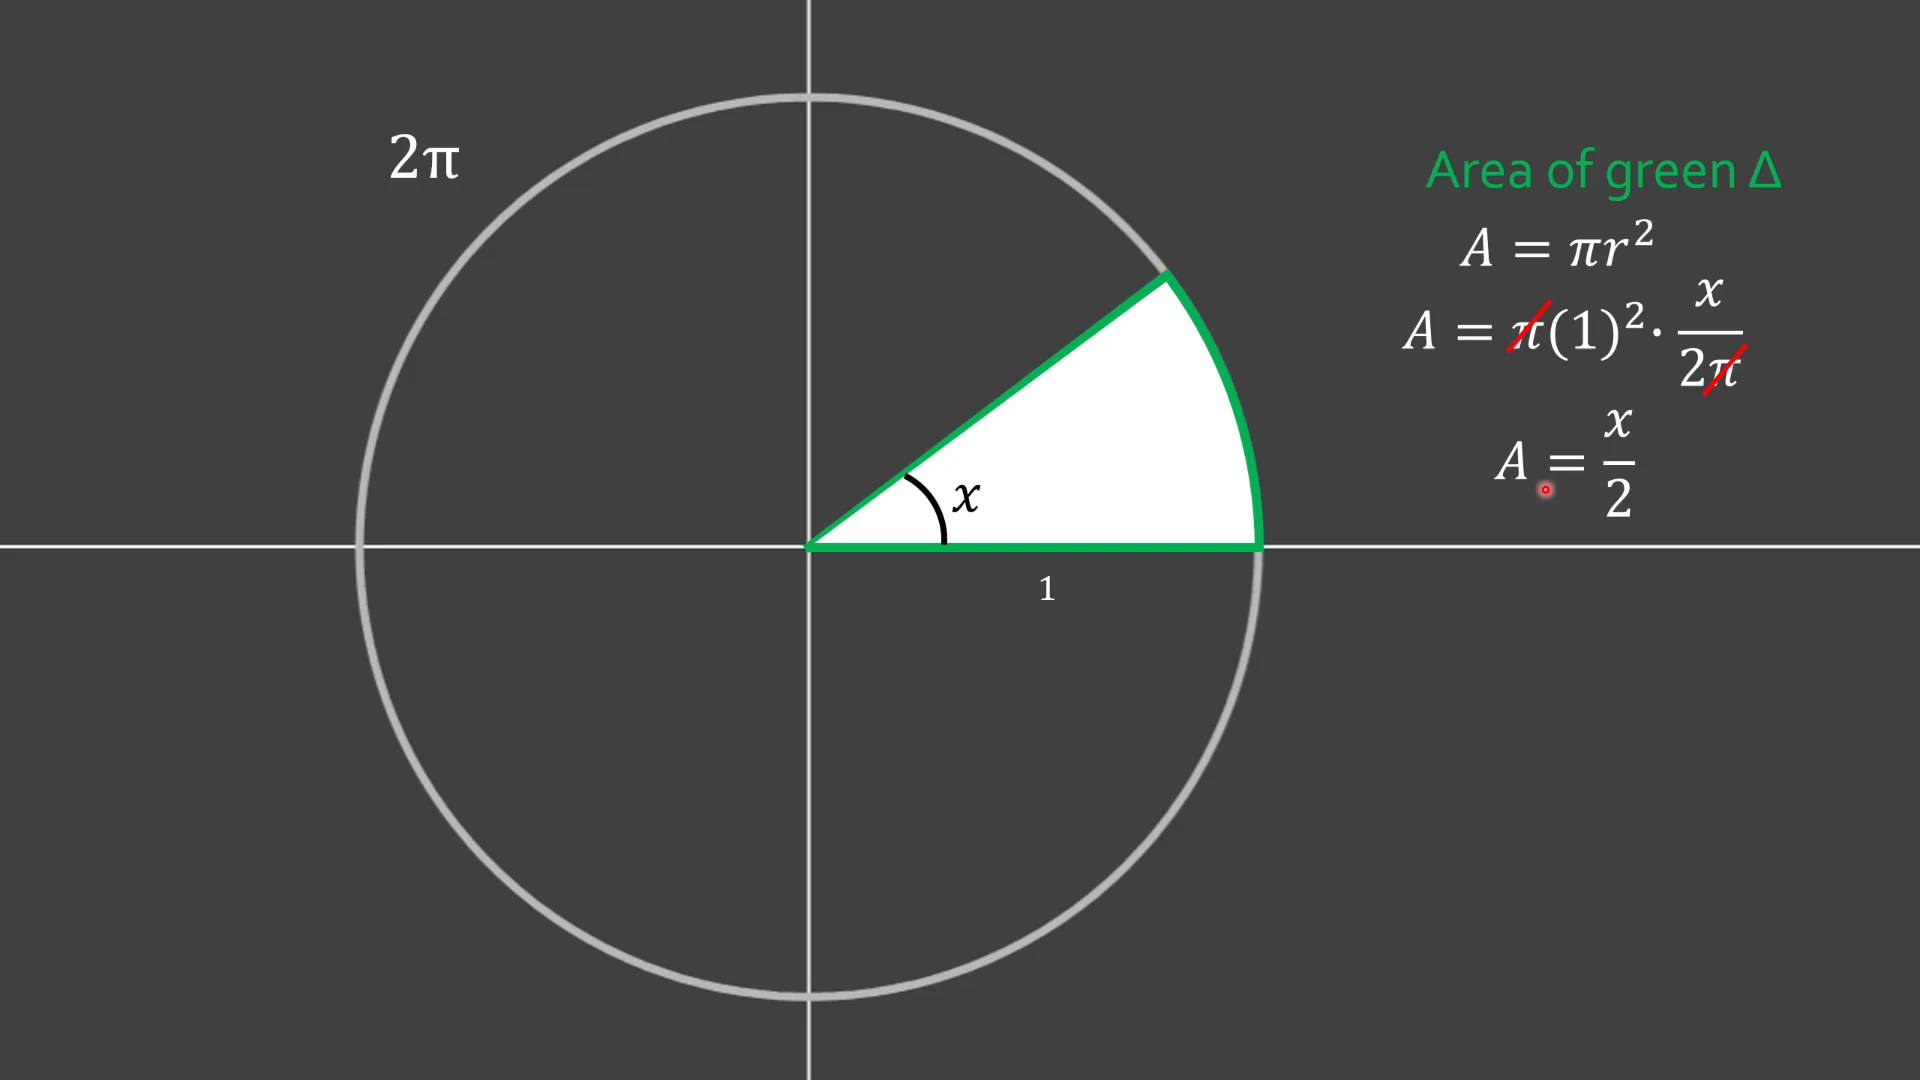 2π
Area of green Δ
A = πr²
A = π(1)² · x/2π
A = x/2
x
1